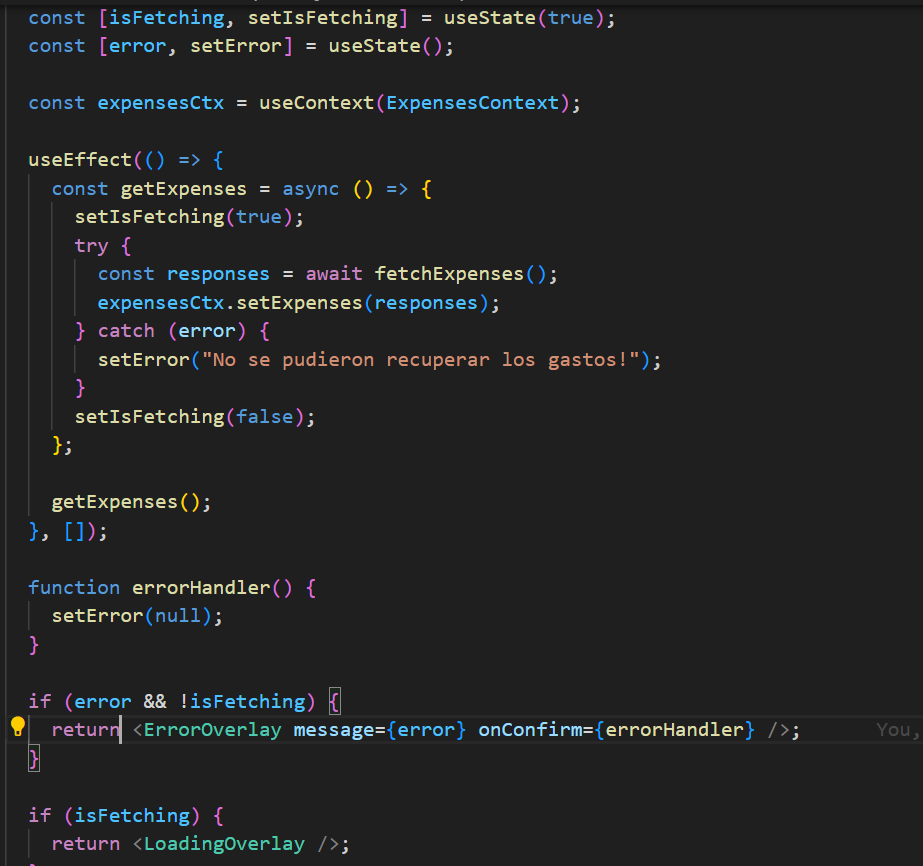 const [isFetching, setIsFetching] = useState(true);
const [error, setError] = useState();
const expensesCtx = useContext(ExpensesContext);
useEffect(() => {
const getExpenses = async () => {
setIsFetching(true);
try {
const responses = await fetchExpenses();
expensesCtx.setExpenses(responses);
} catch (error) {
setError("No se pudieron recuperar los gastos!");
}
setIsFetching(false);
};
getExpenses();
}, []);
function errorHandler() {
setError(null);
}
if (error && !isFetching) {
return <ErrorOverlay message={error} onConfirm={errorHandler} />; You,
}
if (isFetching) {
return <LoadingOverlay />;